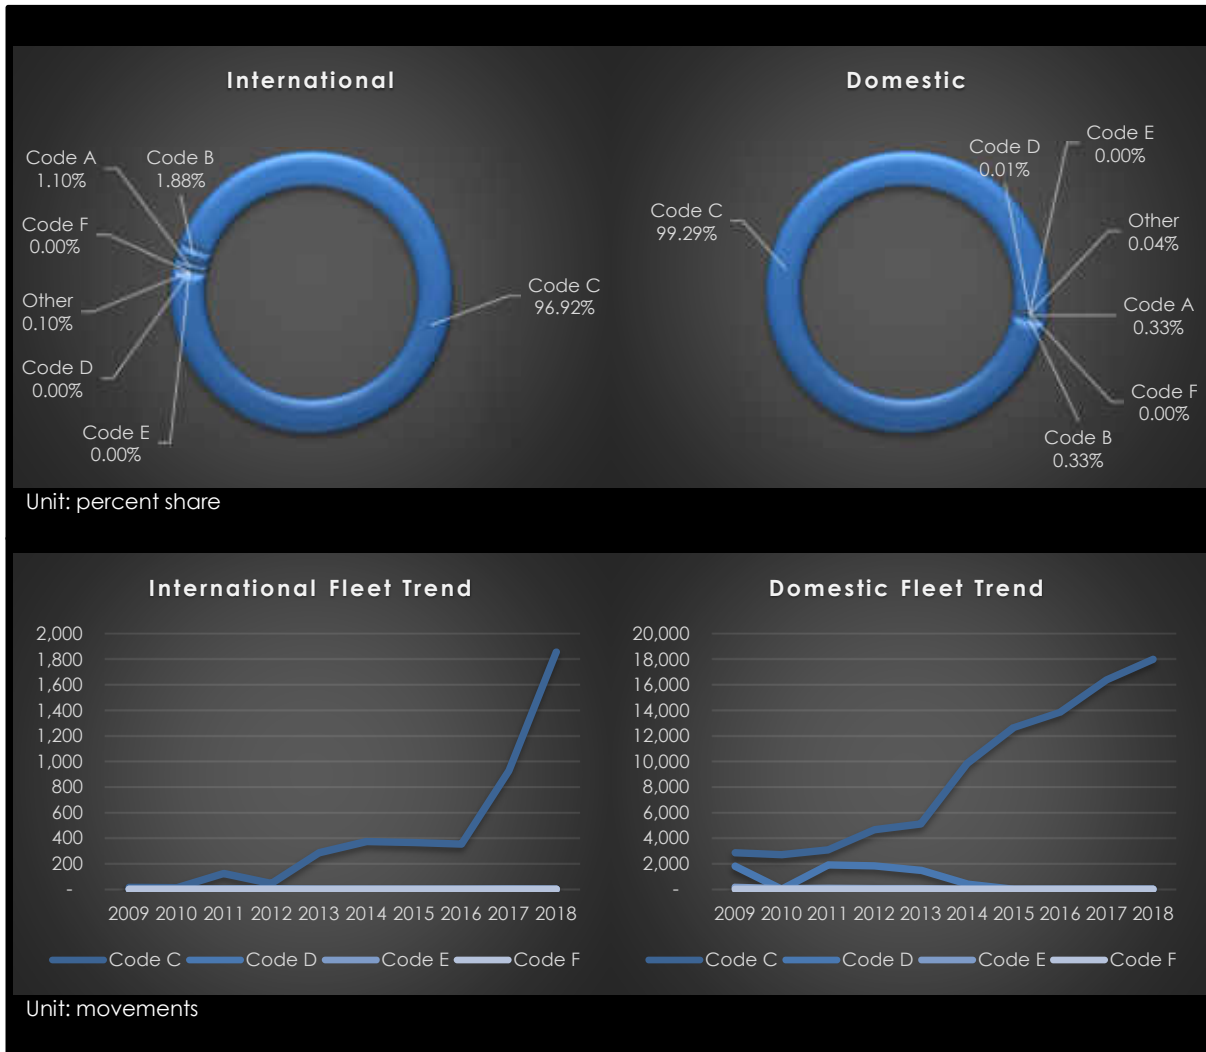 International
Code A
1.10%
Code B
1.88%
Code F
0.00%
Other
0.10%
Code D
0.00%
Code E
0.00%
Code C
96.92%
Domestic
Code C
99.29%
Code D
0.01%
Code E
0.00%
Other
0.04%
Code A
0.33%
Code F
0.00%
Code B
0.33%
Unit: percent share
International Fleet Trend
2,000
1,800
1,600
1,400
1,200
1,000
800
600
400
200
-
2009 2010 2011 2012 2013 2014 2015 2016 2017 2018
Code C Code D Code E Code F
Domestic Fleet Trend
20,000
18,000
16,000
14,000
12,000
10,000
8,000
6,000
4,000
2,000
-
2009 2010 2011 2012 2013 2014 2015 2016 2017 2018
Code C Code D Code E Code F
Unit: movements